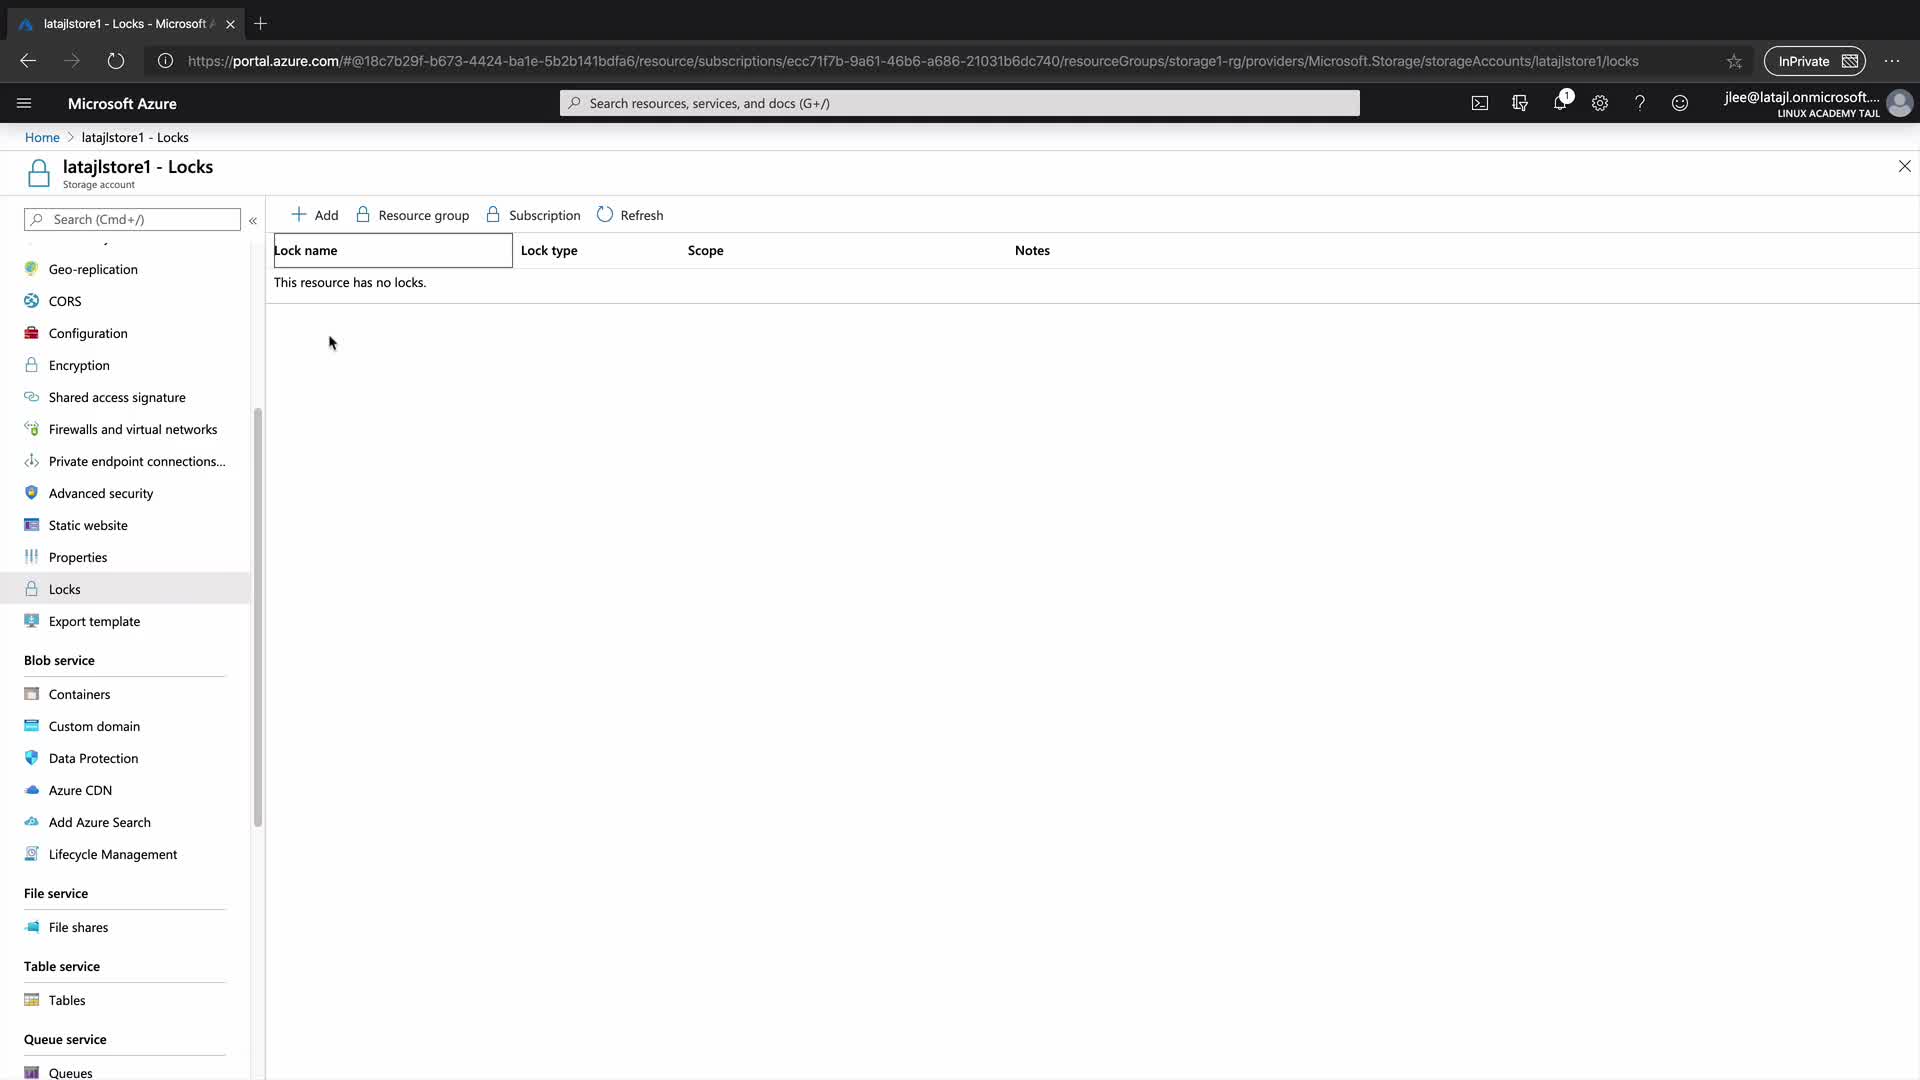 latajlstore1 - Locks - Microsoft A
https://portal.azure.com/#@18c7b29f-b673-4424-ba1e-5b2b141bdfa6/resource/subscriptions/ecc71f7b-9a61-46b6-a686-21031b6dc740/resourceGroups/storage1-rg/providers/Microsoft.Storage/storageAccounts/latajlstore1/locks
InPrivate
Microsoft Azure
Search resources, services, and docs (G+/)
1
jlee@latajl.onmicrosoft....
LINUX ACADEMY TAJL
Home > latajlstore1 - Locks
latajlstore1 - Locks
Storage account
Search (Cmd+/)
«
Add
Resource group
Subscription
Refresh
Lock name
Lock type
Scope
Notes
This resource has no locks.
Geo-replication
CORS
Configuration
Encryption
Shared access signature
Firewalls and virtual networks
Private endpoint connections...
Advanced security
Static website
Properties
Locks
Export template
Blob service
Containers
Custom domain
Data Protection
Azure CDN
Add Azure Search
Lifecycle Management
File service
File shares
Table service
Tables
Queue service
Queues